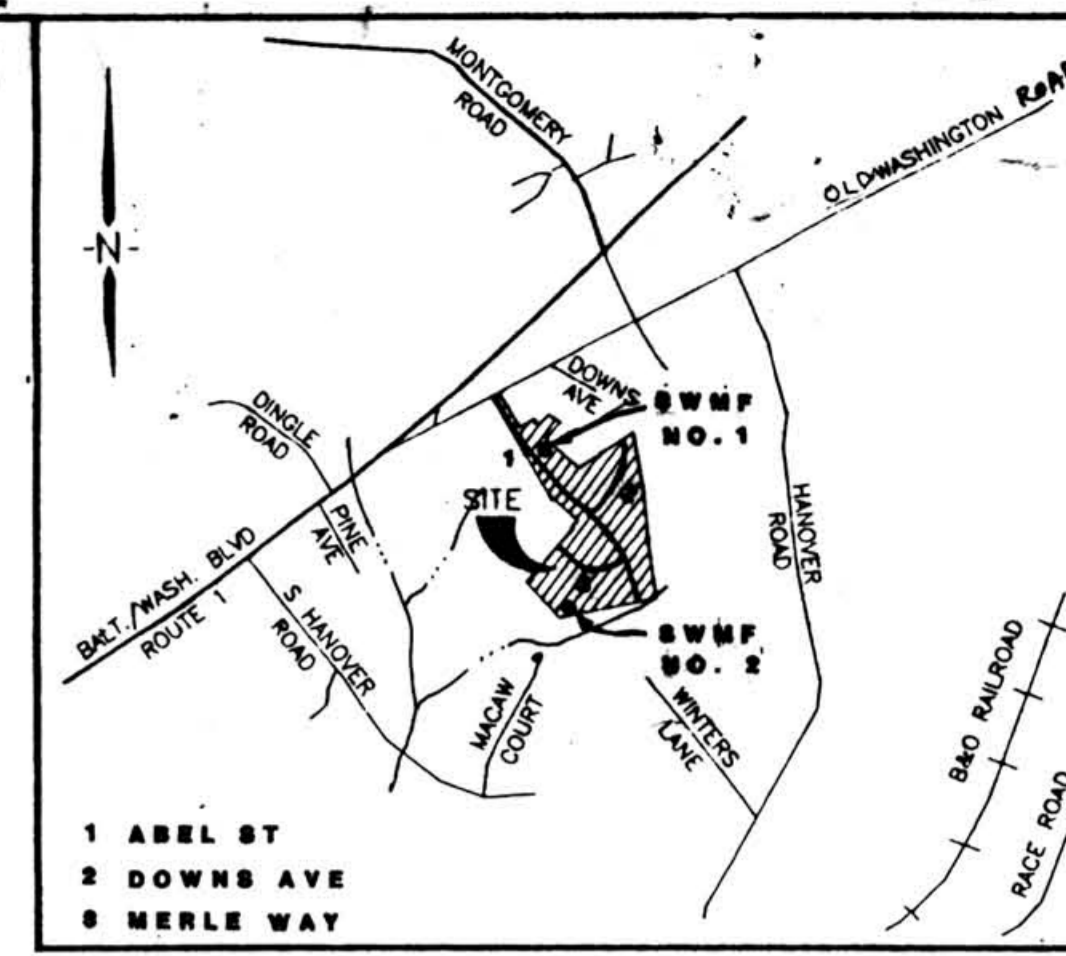 MONTGOMERY
ROAD
OLD WASHINGTON ROAD
-N-
DOWNS
AVE
SWMF
NO. 1
DINGLE
ROAD
1
SITE
PINE
AVE
HANOVER
ROAD
BALT./WASH. BLVD
ROUTE 1
S HANOVER
ROAD
SWMF
NO. 2
MACAW
COURT
WINTERS
LANE
B&O RAILROAD
RACE ROAD
1 ABEL ST
2 DOWNS AVE
3 MERLE WAY